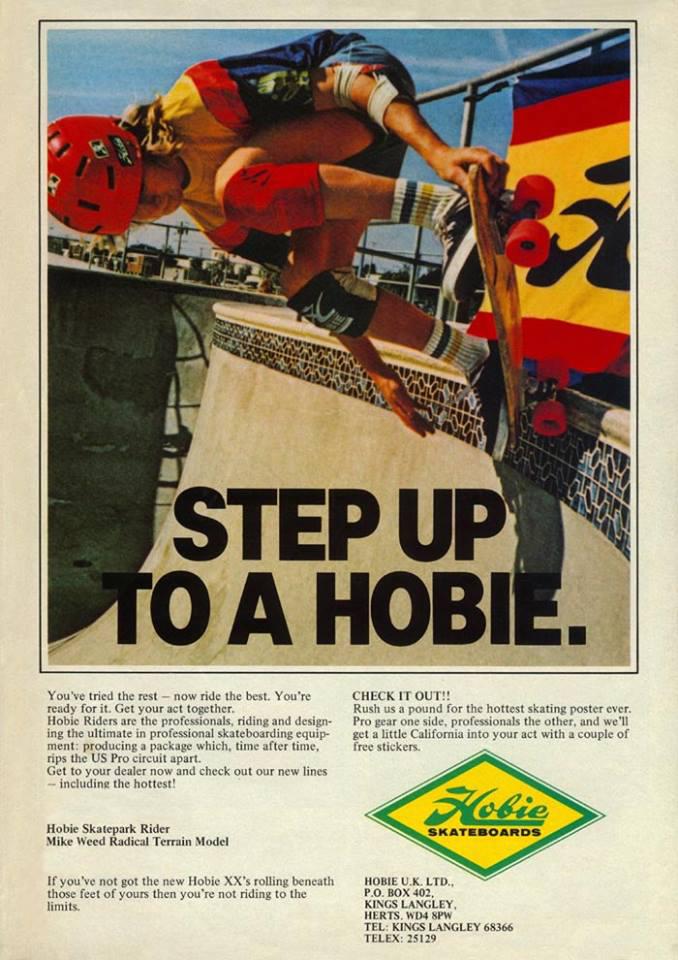 STEP UP
TO A HOBIE.
You've tried the rest — now ride the best. You're
ready for it. Get your act together.
Hobie Riders are the professionals, riding and design-
ing the ultimate in professional skateboarding equip-
ment: producing a package which, time after time,
rips the US Pro circuit apart.
Get to your dealer now and check out our new lines
— including the hottest!
Hobie Skatepark Rider
Mike Weed Radical Terrain Model
If you've not got the new Hobie XX's rolling beneath
those feet of yours then you're not riding to the
limits.
CHECK IT OUT!!
Rush us a pound for the hottest skating poster ever.
Pro gear one side, professionals the other, and we'll
get a little California into your act with a couple of
free stickers.
Hobie
SKATEBOARDS
HOBIE U.K. LTD.,
P.O. BOX 402,
KINGS LANGLEY,
HERTS. WD4 8PW
TEL: KINGS LANGLEY 68366
TELEX: 25129